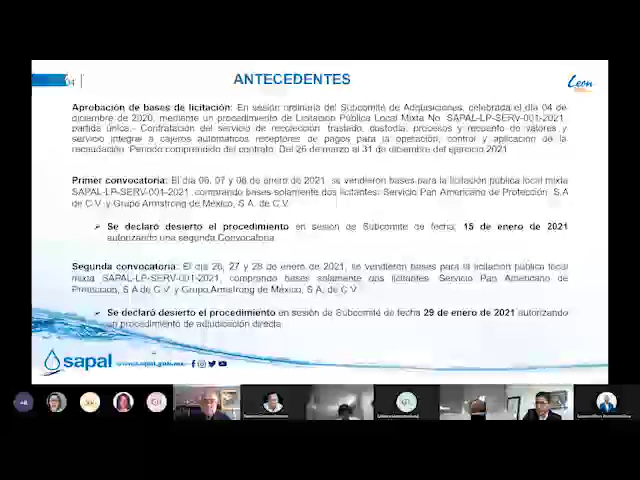 04
ANTECEDENTES
León
Aprobación de bases de licitación: En sesión ordinaria del Subcomité de Adquisiciones, celebrada el día 04 de
diciembre de 2020, mediante un procedimiento de Licitación Pública Local Mixta No. SAPAL-LP-SERV-001-2021,
partida única.- Contratación del servicio de recolección, traslado, custodia, procesos y recuento de valores y
servicio integral a cajeros automáticos receptores de pagos para la operación, control y aplicación de la
recaudación. Periodo comprendido del contrato: Del 26 de marzo al 31 de diciembre del ejercicio 2021
Primer convocatoria: El día 06, 07 y 08 de enero de 2021, se vendieron bases para la licitación pública local mixta
SAPAL-LP-SERV-001-2021, comprando bases solamente dos licitantes: Servicio Pan Americano de Protección, S.A
de C.V. y Grupo Armstrong de México, S.A. de C.V.
➤ Se declaró desierto el procedimiento en sesión de Subcomité de fecha; 15 de enero de 2021
autorizando una segunda Convocatoria.
Segunda convocatoria: El día 26, 27 y 28 de enero de 2021, se vendieron bases para la licitación pública local
mixta SAPAL-LP-SERV-001-2021, comprando bases solamente dos licitantes: Servicio Pan Americano de
Protección, S.A de C.V. y Grupo Armstrong de México, S.A. de C.V.
➤ Se declaró desierto el procedimiento en sesión de Subcomité de fecha 29 de enero de 2021 autorizando
un procedimiento de adjudicación directa.
sapal
www.sapal.gob.mx